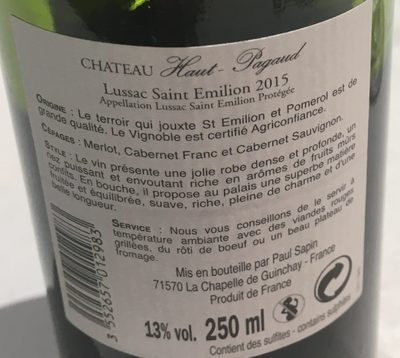 CHATEAU Haut-Pagaud
Lussac Saint Emilion 2015
Appellation Lussac Saint Emilion Protégée
ORIGINE : Le terroir qui jouxte St Emilion et Pomerol est de
grande qualité. Le Vignoble est certifié Agriconfiance.
CÉPAGES : Merlot, Cabernet Franc et Cabernet Sauvignon.
STYLE : Le vin présente une jolie robe dense et profonde, un
nez puissant et envoutant riche en arômes de fruits mûrs
confits. En bouche, il propose au palais une superbe matière
fruitée et équilibrée, suave, riche, pleine de charme et d'une
belle longueur.
SERVICE : Nous vous conseillons de le servir à
température ambiante avec des viandes rouges
grillées, du rôti de boeuf ou un beau plateau de
fromage.
Mis en bouteille par Paul Sapin
71570 La Chapelle de Guinchay - France
Produit de France
13% vol. 250 ml
Contient des sulfites - contains sulphites
3 532657 012983